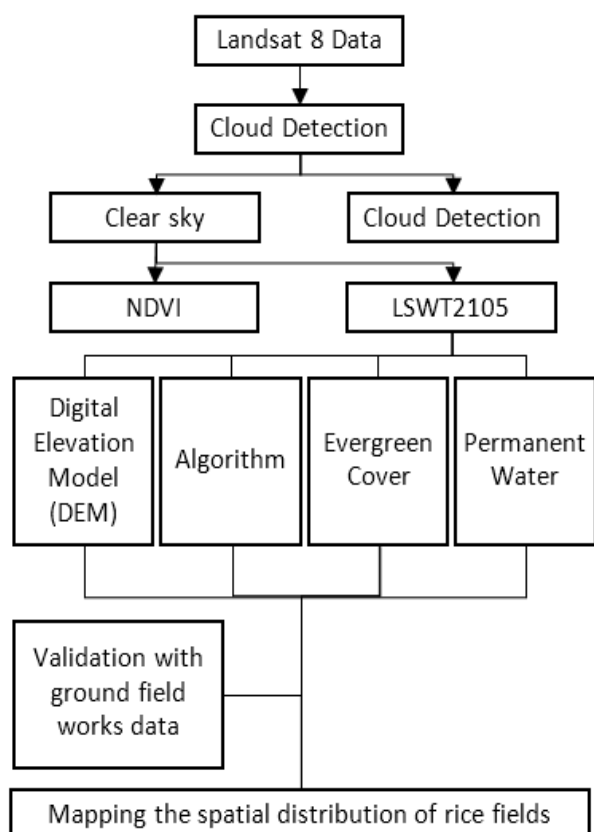 Landsat 8 Data
Cloud Detection
Clear sky
Cloud Detection
NDVI
LSWT2105
Digital
Elevation
Model
(DEM)
Algorithm
Evergreen
Cover
Permanent
Water
Validation with
ground field
works data
Mapping the spatial distribution of rice fields